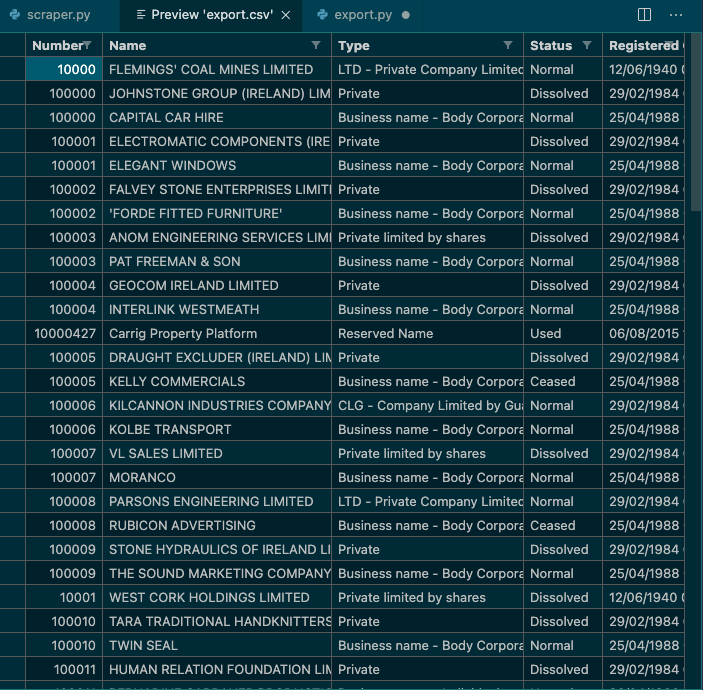 scraper.py Preview 'export.csv' export.py
Number Name Type Status Registered
10000 FLEMINGS' COAL MINES LIMITED LTD - Private Company Limited Normal 12/06/1940
100000 JOHNSTONE GROUP (IRELAND) LIM Private Dissolved 29/02/1984
100000 CAPITAL CAR HIRE Business name - Body Corpora Normal 25/04/1988
100001 ELECTROMATIC COMPONENTS (IRE Private Dissolved 29/02/1984
100001 ELEGANT WINDOWS Business name - Body Corpora Normal 25/04/1988
100002 FALVEY STONE ENTERPRISES LIMITI Private Dissolved 29/02/1984
100002 'FORDE FITTED FURNITURE' Business name - Body Corpora Normal 25/04/1988
100003 ANOM ENGINEERING SERVICES LIMI Private limited by shares Dissolved 29/02/1984
100003 PAT FREEMAN & SON Business name - Body Corpora Normal 25/04/1988
100004 GEOCOM IRELAND LIMITED Private Dissolved 29/02/1984
100004 INTERLINK WESTMEATH Business name - Body Corpora Normal 25/04/1988
10000427 Carrig Property Platform Reserved Name Used 06/08/2015
100005 DRAUGHT EXCLUDER (IRELAND) LIM Private Dissolved 29/02/1984
100005 KELLY COMMERCIALS Business name - Body Corpora Ceased 25/04/1988
100006 KILCANNON INDUSTRIES COMPANY CLG - Company Limited by Gua Normal 29/02/1984
100006 KOLBE TRANSPORT Business name - Body Corpora Normal 25/04/1988
100007 VL SALES LIMITED Private limited by shares Dissolved 29/02/1984
100007 MORANCO Business name - Body Corpora Normal 25/04/1988
100008 PARSONS ENGINEERING LIMITED LTD - Private Company Limited Normal 29/02/1984
100008 RUBICON ADVERTISING Business name - Body Corpora Ceased 25/04/1988
100009 STONE HYDRAULICS OF IRELAND LI Private Dissolved 29/02/1984
100009 THE SOUND MARKETING COMPANY Business name - Body Corpora Normal 25/04/1988
10001 WEST CORK HOLDINGS LIMITED Private limited by shares Dissolved 12/06/1940
100010 TARA TRADITIONAL HANDKNITTERS Private Dissolved 29/02/1984
100010 TWIN SEAL Business name - Body Corpora Normal 25/04/1988
100011 HUMAN RELATION FOUNDATION LIM Private Dissolved 29/02/1984